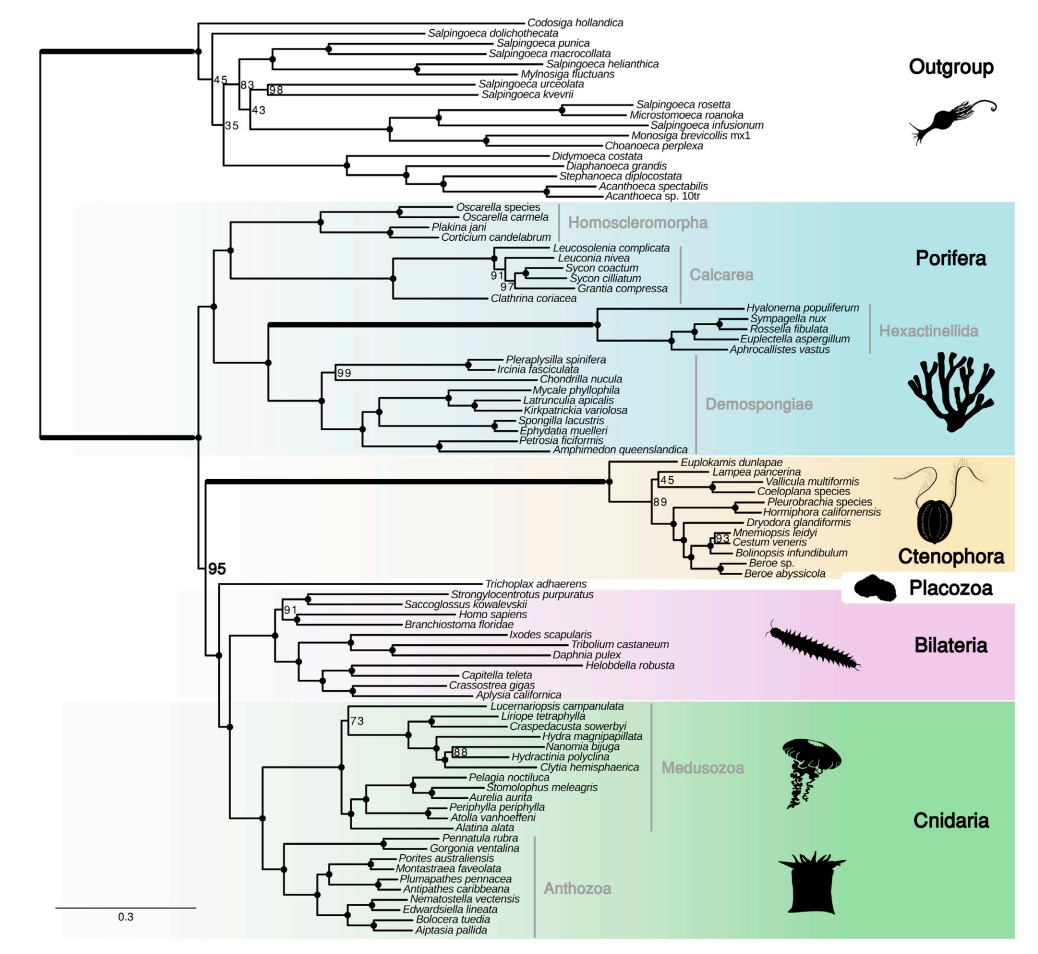 Codosiga hollandica
Salpingoeca dolichothecata
Salpingoeca punica
Salpingoeca macrocollata
Salpingoeca helianthica
Mylnosiga fluctuans
Outgroup
45
83
Salpingoeca urceolata
98
Salpingoeca kvevrii
Salpingoeca rosetta
43
Microstomoeca roanoka
35
Salpingoeca infusionum
Monosiga brevicollis mx1
Choanoeca perplexa
Didymoeca costata
Diaphanoeca grandis
Stephanoeca diplocostata
Acanthoeca spectabilis
Acanthoeca sp. 10tr
Oscarella species
Oscarella carmela
Homoscleromorpha
Plakina jani
Corticium candelabrum
Leucosolenia complicata
Leuconia nivea
Porifera
Sycon coactum
91
Calcarea
Sycon cilliatum
97
Grantia compressa
Clathrina coriacea
Hyalonema populiferum
Sympagella nux
Rossella fibulata
Hexactinellida
Euplectella aspergillum
Aphrocallistes vastus
Pleraplysilla spinifera
Ircinia fasciculata
99
Chondrilla nucula
Mycale phyllophila
Latrunculia apicalis
Demospongiae
Kirkpatrickia variolosa
Spongilla lacustris
Ephydatia muelleri
Petrosia ficiformis
Amphimedon queenslandica
Euplokamis dunlapae
Lampea pancerina
45
Vallicula multiformis
Coeloplana species
89
Pleurobrachia species
Hormiphora californensis
Dryodora glandiformis
Mnemiopsis leidyi
93
Cestum veneris
Bolinopsis infundibulum
Ctenophora
Beroe sp.
95
Beroe abyssicola
Trichoplax adhaerens
Placozoa
Strongylocentrotus purpuratus
Saccoglossus kowalevskii
91
Homo sapiens
Branchiostoma floridae
Ixodes scapularis
Tribolium castaneum
Bilateria
Daphnia pulex
Helobdella robusta
Capitella teleta
Crassostrea gigas
Aplysia californica
Lucernariopsis campanulata
Liriope tetraphylla
73
Craspedacusta sowerbyi
Hydra magnipapillata
Nanomia bijuga
88
Hydractinia polyclina
Clytia hemisphaerica
Medusozoa
Pelagia noctiluca
Stomolophus meleagris
Aurelia aurita
Periphylla periphylla
Atolla vanhoeffeni
Cnidaria
Alatina alata
Pennatula rubra
Gorgonia ventalina
Porites australiensis
Montastraea faveolata
Plumapathes pennacea
Anthozoa
Antipathes caribbeana
Nematostella vectensis
Edwardsiella lineata
0.3
Bolocera tuedia
Aiptasia pallida